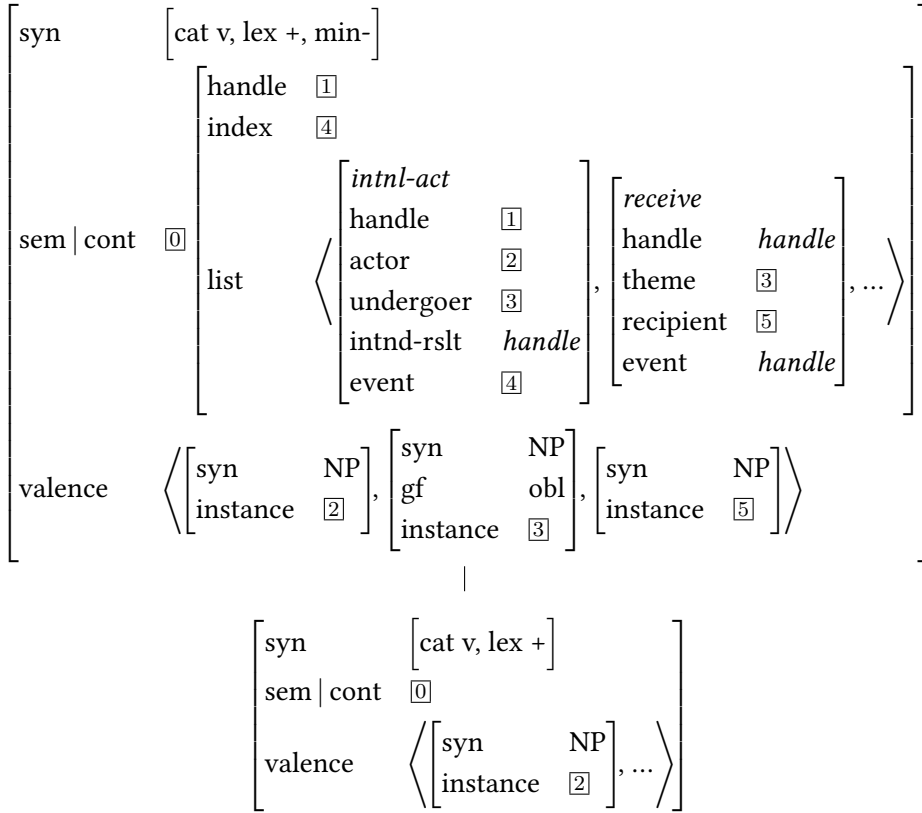 syn [cat v, lex +, min-]
handle 1
index 4
sem | cont 0
list
intnl-act
handle 1
actor 2
undergoer 3
intnd-rslt handle
event 4
receive
handle handle
theme 3
recipient 5
event handle
, ...
valence
syn NP
instance 2
syn NP
gf obl
instance 3
syn NP
instance 5
syn [cat v, lex +]
sem | cont 0
valence
syn NP
instance 2
, ...